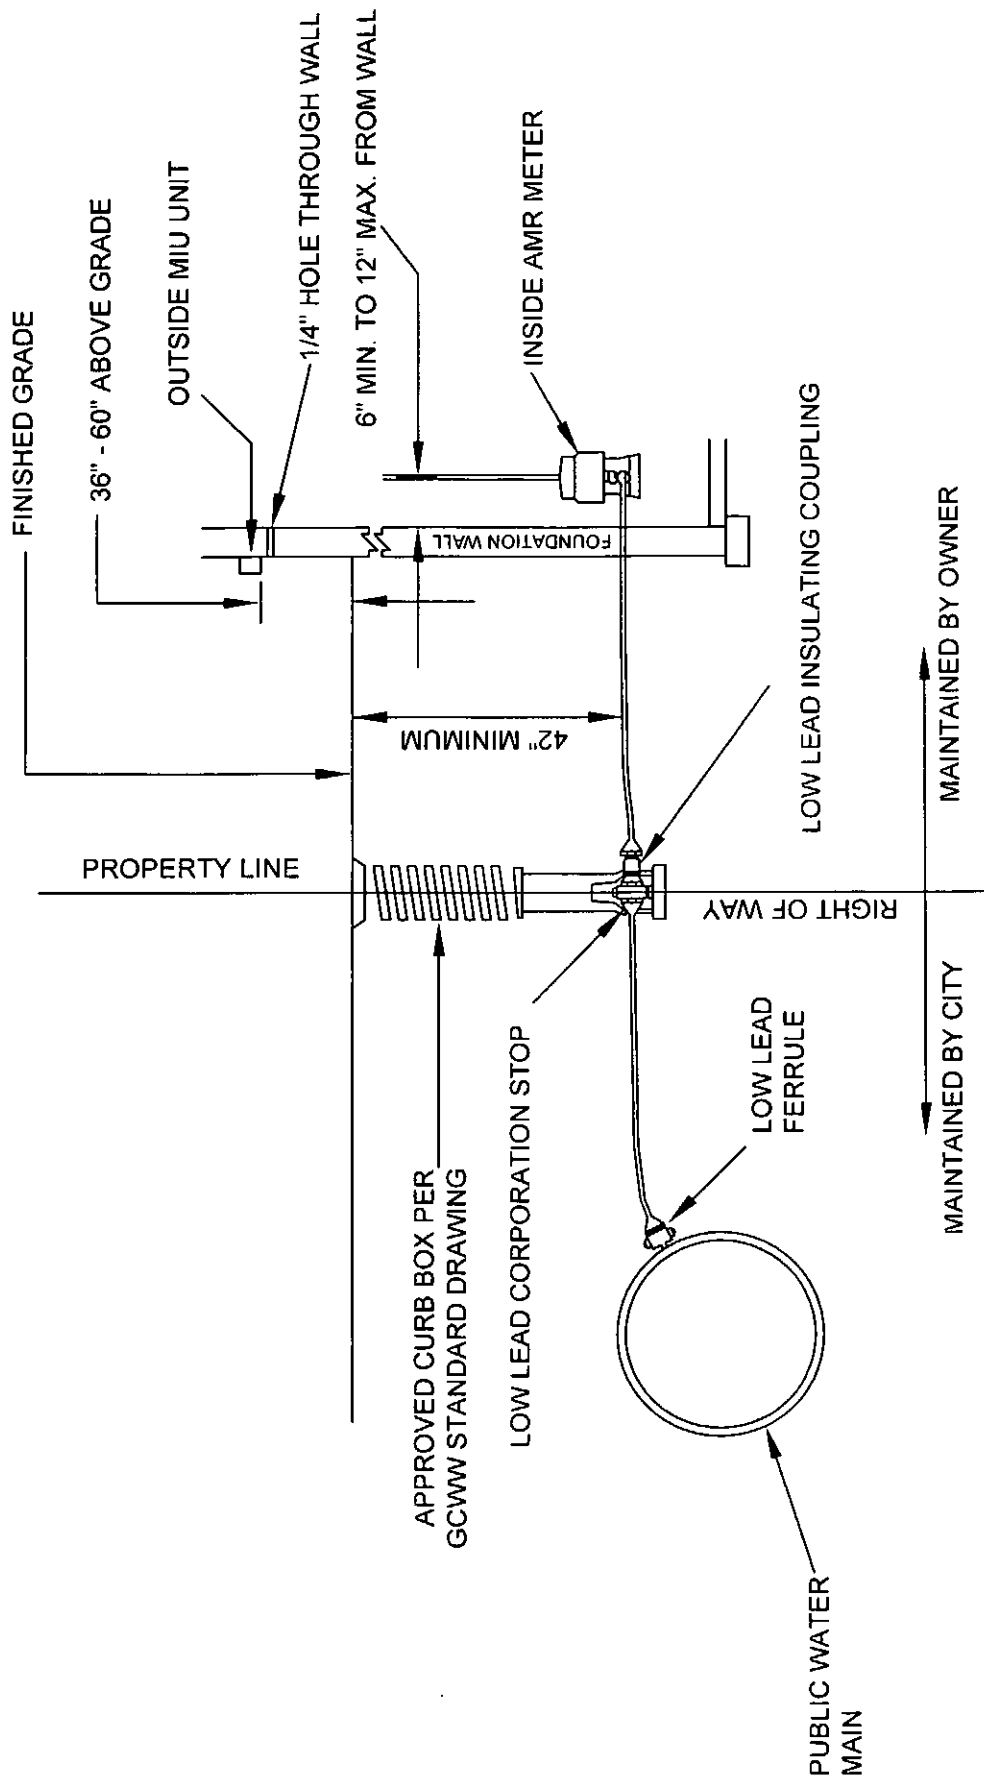 FINISHED GRADE
36" - 60" ABOVE GRADE
OUTSIDE MIU UNIT
1/4" HOLE THROUGH WALL
6" MIN. TO 12" MAX. FROM WALL
INSIDE AMR METER
FOUNDATION WALL
42" MINIMUM
PROPERTY LINE
LOW LEAD INSULATING COUPLING
RIGHT OF WAY
APPROVED CURB BOX PER
GCWW STANDARD DRAWING
LOW LEAD CORPORATION STOP
LOW LEAD
FERRULE
PUBLIC WATER
MAIN
MAINTAINED BY CITY
MAINTAINED BY OWNER